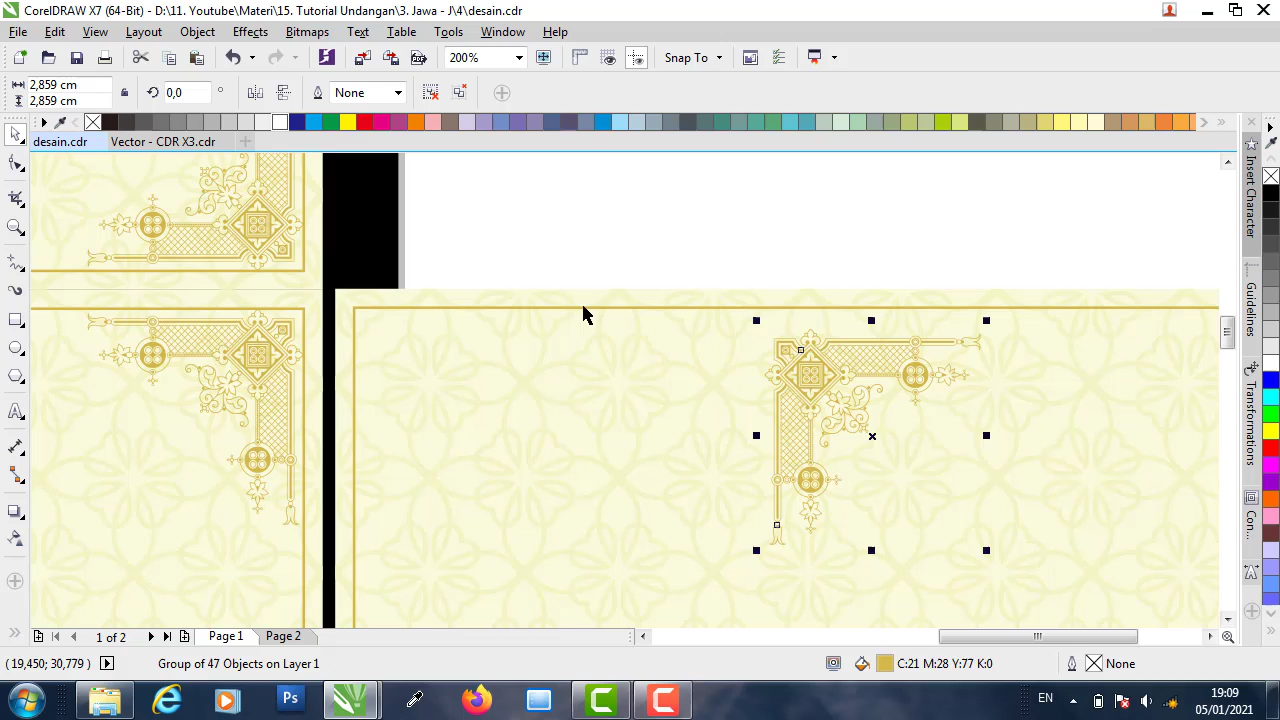 CorelDRAW X7 (64-Bit) - D:\11. Youtube\Materi\15. Tutorial Undangan\3. Jawa - J\4\desain.cdr
File Edit View Layout Object Effects Bitmaps Text Table Tools Window Help
200% Snap To
2,859 cm
2,859 cm
0,0 ° None
desain.cdr Vector - CDR X3.cdr
Insert Character
Guidelines
Transformations
Con...
1 of 2 Page 1 Page 2
(19,450; 30,779 ) Group of 47 Objects on Layer 1 C:21 M:28 Y:77 K:0 None
Ps EN 19:09
05/01/2021